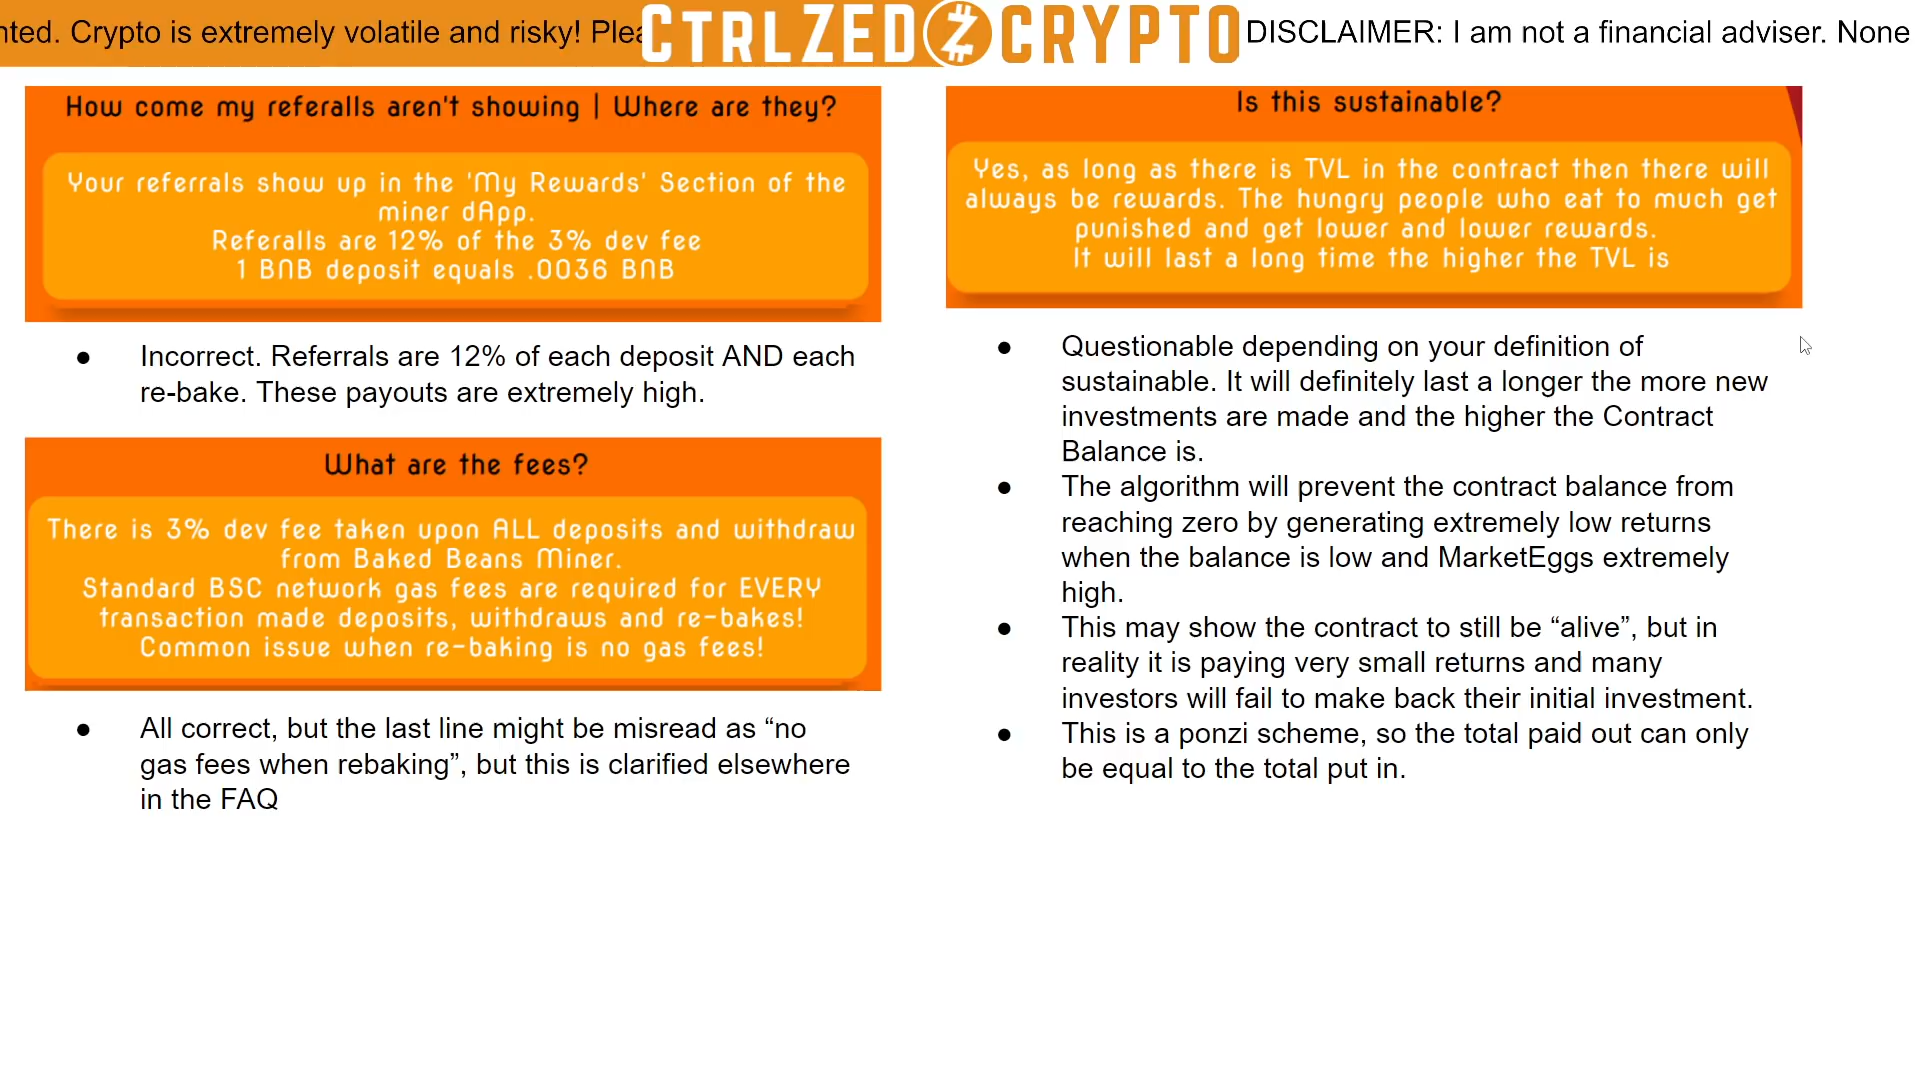 nted. Crypto is extremely volatile and risky! Plea
CTRLZED CRYPTO
DISCLAIMER: I am not a financial adviser. None
How come my referalls aren't showing | Where are they?
Your referrals show up in the 'My Rewards' Section of the
miner dApp.
Referalls are 12% of the 3% dev fee
1 BNB deposit equals .0036 BNB
● Incorrect. Referrals are 12% of each deposit AND each
re-bake. These payouts are extremely high.
What are the fees?
There is 3% dev fee taken upon ALL deposits and withdraw
from Baked Beans Miner.
Standard BSC network gas fees are required for EVERY
transaction made deposits, withdraws and re-bakes!
Common issue when re-baking is no gas fees!
● All correct, but the last line might be misread as “no
gas fees when rebaking”, but this is clarified elsewhere
in the FAQ
Is this sustainable?
Yes, as long as there is TVL in the contract then there will
always be rewards. The hungry people who eat to much get
punished and get lower and lower rewards.
It will last a long time the higher the TVL is
● Questionable depending on your definition of
sustainable. It will definitely last a longer the more new
investments are made and the higher the Contract
Balance is.
● The algorithm will prevent the contract balance from
reaching zero by generating extremely low returns
when the balance is low and MarketEggs extremely
high.
● This may show the contract to still be “alive”, but in
reality it is paying very small returns and many
investors will fail to make back their initial investment.
● This is a ponzi scheme, so the total paid out can only
be equal to the total put in.